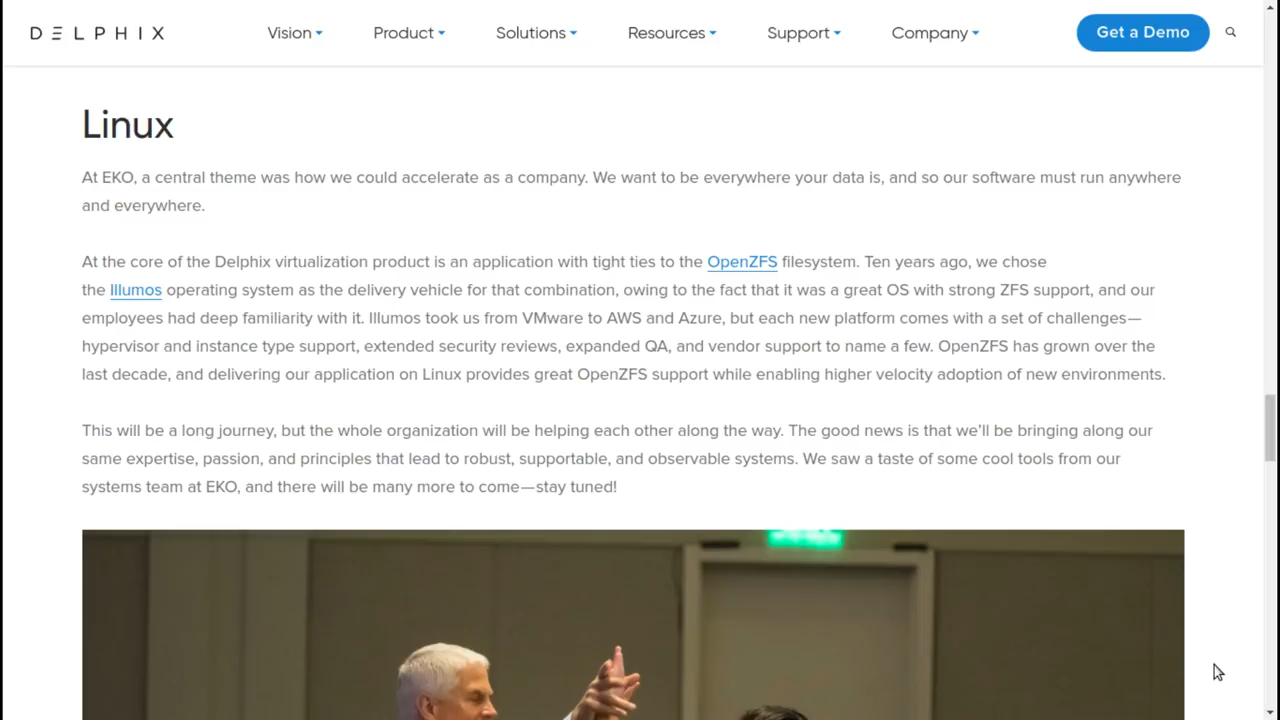 DELPHIX Vision Product Solutions Resources Support Company Get a Demo
Linux
At EKO, a central theme was how we could accelerate as a company. We want to be everywhere your data is, and so our software must run anywhere
and everywhere.
At the core of the Delphix virtualization product is an application with tight ties to the OpenZFS filesystem. Ten years ago, we chose
the Illumos operating system as the delivery vehicle for that combination, owing to the fact that it was a great OS with strong ZFS support, and our
employees had deep familiarity with it. Illumos took us from VMware to AWS and Azure, but each new platform comes with a set of challenges—
hypervisor and instance type support, extended security reviews, expanded QA, and vendor support to name a few. OpenZFS has grown over the
last decade, and delivering our application on Linux provides great OpenZFS support while enabling higher velocity adoption of new environments.
This will be a long journey, but the whole organization will be helping each other along the way. The good news is that we’ll be bringing along our
same expertise, passion, and principles that lead to robust, supportable, and observable systems. We saw a taste of some cool tools from our
systems team at EKO, and there will be many more to come—stay tuned!